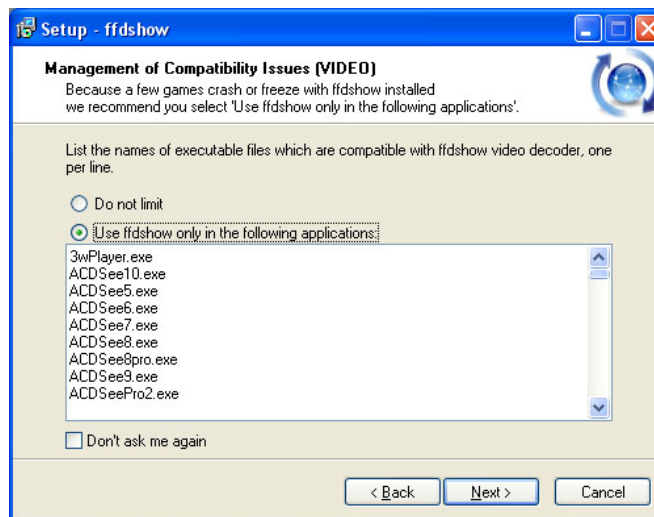 Setup - ffdshow
Management of Compatibility Issues (VIDEO)
Because a few games crash or freeze with ffdshow installed
we recommend you select 'Use ffdshow only in the following applications'.
List the names of executable files which are compatible with ffdshow video decoder, one
per line.
Do not limit
Use ffdshow only in the following applications:
3wPlayer.exe
ACDSee10.exe
ACDSee5.exe
ACDSee6.exe
ACDSee7.exe
ACDSee8.exe
ACDSee8pro.exe
ACDSee9.exe
ACDSeePro2.exe
Don't ask me again
< Back Next > Cancel